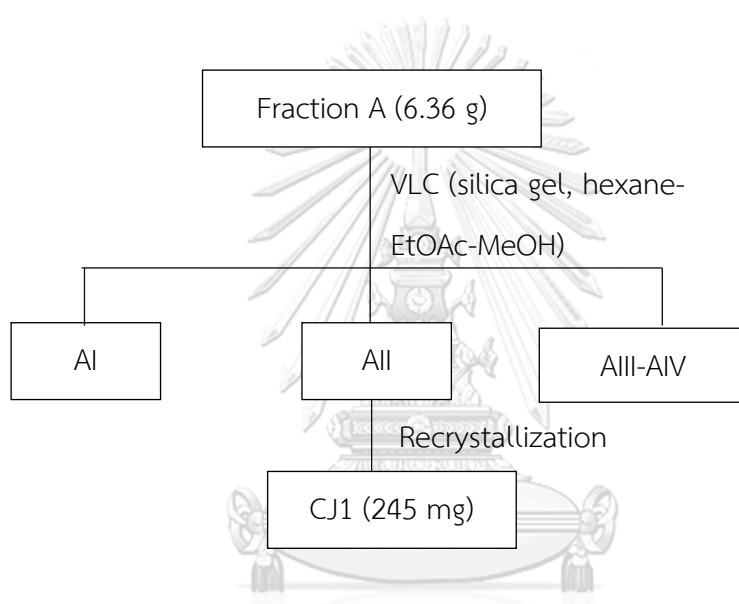 Fraction A (6.36 g)
VLC (silica gel, hexane-
EtOAc-MeOH)
AI
AII
AIII-AIV
Recrystallization
CJ1 (245 mg)